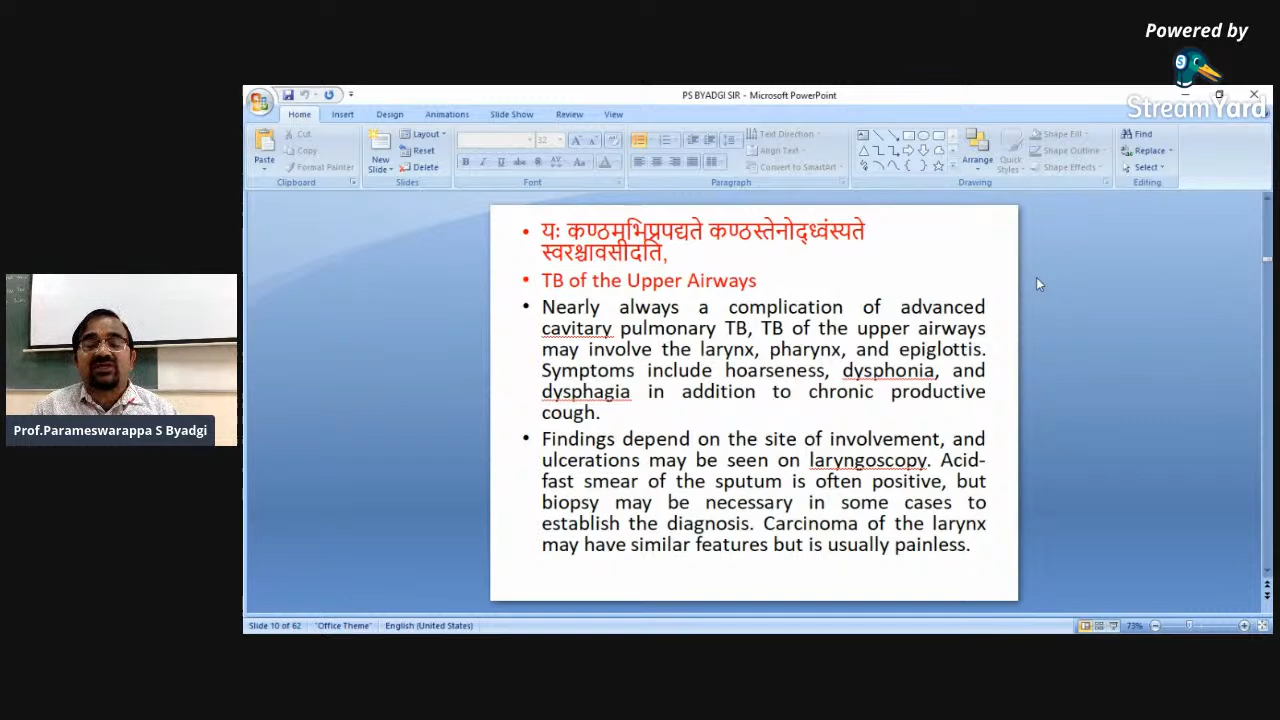 Powered by
StreamYard
PS BYADGI SIR - Microsoft PowerPoint
Home Insert Design Animations Slide Show Review View
Paste
Cut
Copy
Format Painter
Clipboard
New Slide
Layout
Reset
Delete
Slides
32
B I U abc S AV Aa A
Font
Text Direction
Align Text
Convert to SmartArt
Paragraph
Arrange
Quick Styles
Shape Fill
Shape Outline
Shape Effects
Drawing
Find
Replace
Select
Editing
• यः कण्ठमभिप्रपद्यते कण्ठस्तेनोद्ध्वंस्यते
स्वरश्चावसीदति,
• TB of the Upper Airways
• Nearly always a complication of advanced
cavitary pulmonary TB, TB of the upper airways
may involve the larynx, pharynx, and epiglottis.
Symptoms include hoarseness, dysphonia, and
dysphagia in addition to chronic productive
cough.
• Findings depend on the site of involvement, and
ulcerations may be seen on laryngoscopy. Acid-
fast smear of the sputum is often positive, but
biopsy may be necessary in some cases to
establish the diagnosis. Carcinoma of the larynx
may have similar features but is usually painless.
Prof.Parameswarappa S Byadgi
Slide 10 of 62 "Office Theme" English (United States) 73%